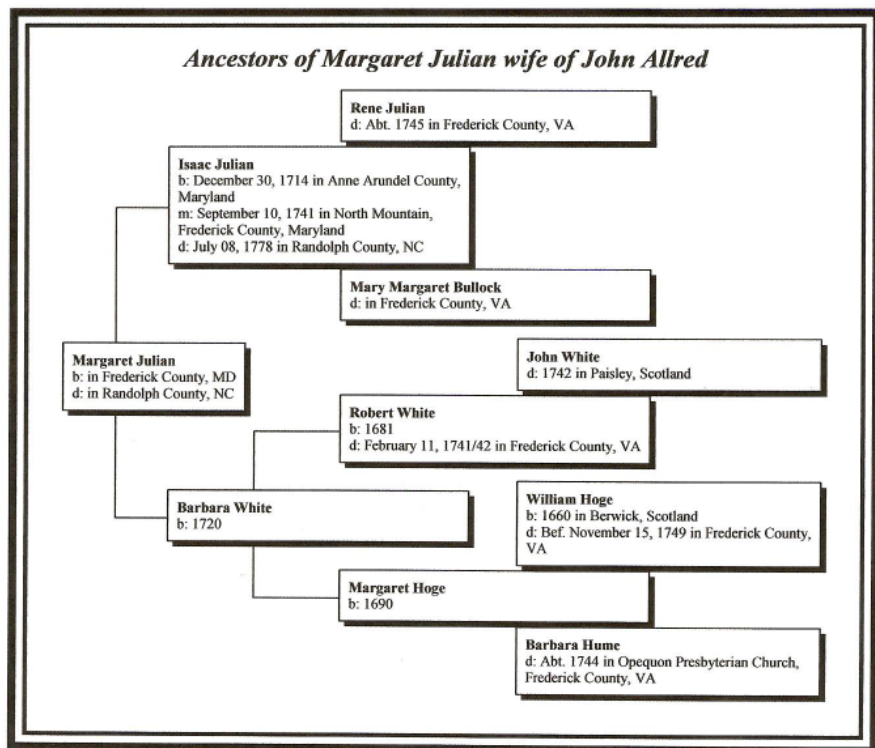 Ancestors of Margaret Julian wife of John Allred
Rene Julian
d: Abt. 1745 in Frederick County, VA
Isaac Julian
b: December 30, 1714 in Anne Arundel County,
Maryland
m: September 10, 1741 in North Mountain,
Frederick County, Maryland
d: July 08, 1778 in Randolph County, NC
Mary Margaret Bullock
d: in Frederick County, VA
Margaret Julian
b: in Frederick County, MD
d: in Randolph County, NC
John White
d: 1742 in Paisley, Scotland
Robert White
b: 1681
d: February 11, 1741/42 in Frederick County, VA
Barbara White
b: 1720
William Hoge
b: 1660 in Berwick, Scotland
d: Bef. November 15, 1749 in Frederick County,
VA
Margaret Hoge
b: 1690
Barbara Hume
d: Abt. 1744 in Opequon Presbyterian Church,
Frederick County, VA